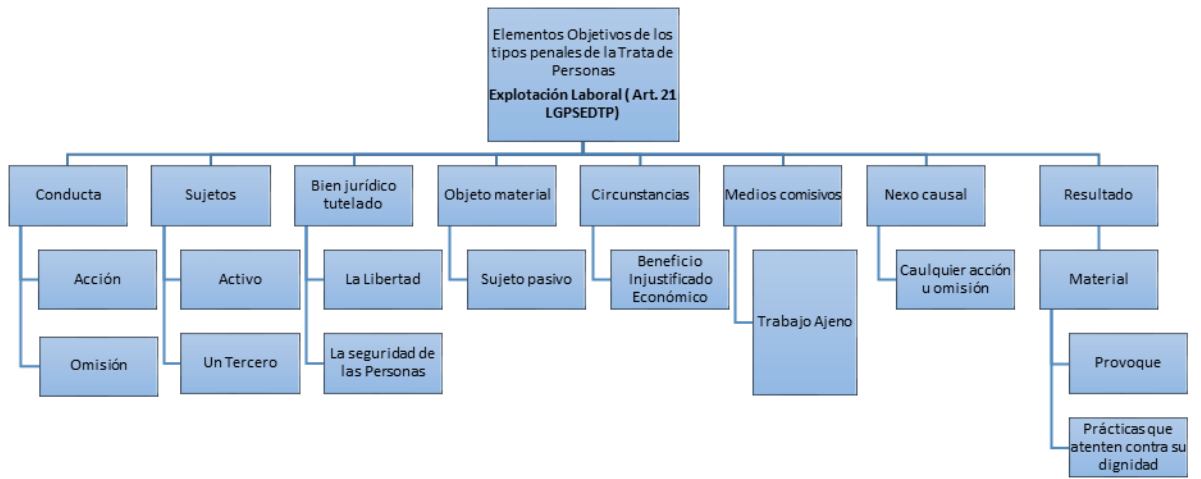 Elementos Objetivos de los
tipos penales de la Trata de
Personas
Explotación Laboral ( Art. 21
LGPSEDTP)
Conducta
Acción
Omisión
Sujetos
Activo
Un Tercero
Bien jurídico
tutelado
La Libertad
La seguridad de
las Personas
Objeto material
Sujeto pasivo
Circunstancias
Beneficio
Injustificado
Económico
Medios comisivos
Trabajo Ajeno
Nexo causal
Caulquier acción
u omisión
Resultado
Material
Provoque
Prácticas que
atenten contra su
dignidad